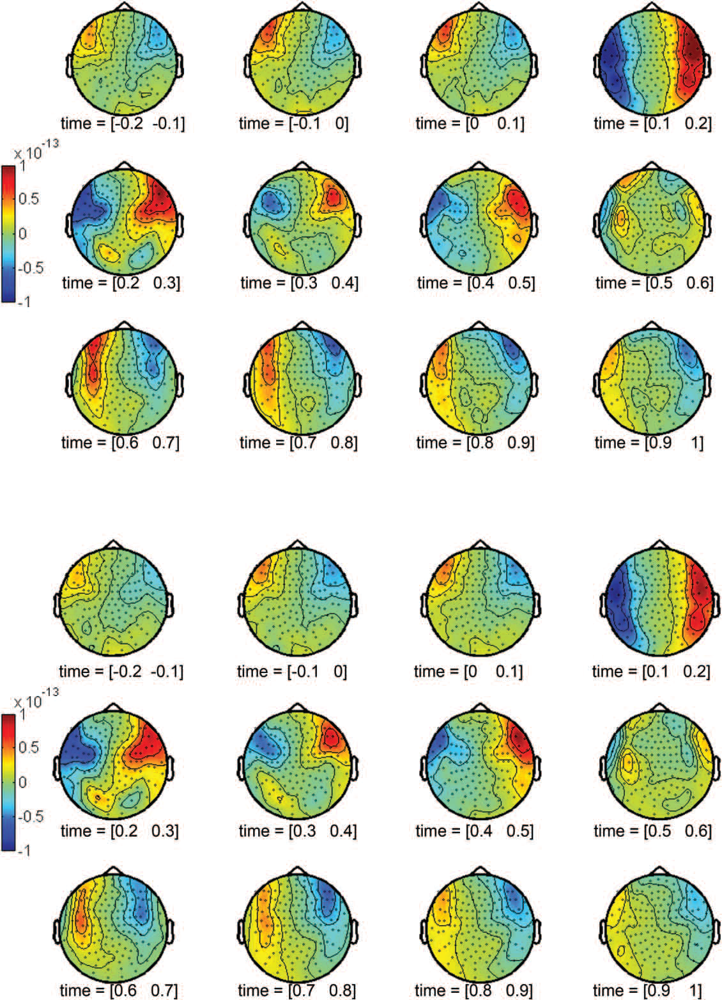 time = [-0.2 -0.1]
time = [-0.1 0]
time = [0 0.1]
time = [0.1 0.2]
x 10-13
1
0.5
0
-0.5
-1
time = [0.2 0.3]
time = [0.3 0.4]
time = [0.4 0.5]
time = [0.5 0.6]
time = [0.6 0.7]
time = [0.7 0.8]
time = [0.8 0.9]
time = [0.9 1]
time = [-0.2 -0.1]
time = [-0.1 0]
time = [0 0.1]
time = [0.1 0.2]
x 10-13
1
0.5
0
-0.5
-1
time = [0.2 0.3]
time = [0.3 0.4]
time = [0.4 0.5]
time = [0.5 0.6]
time = [0.6 0.7]
time = [0.7 0.8]
time = [0.8 0.9]
time = [0.9 1]